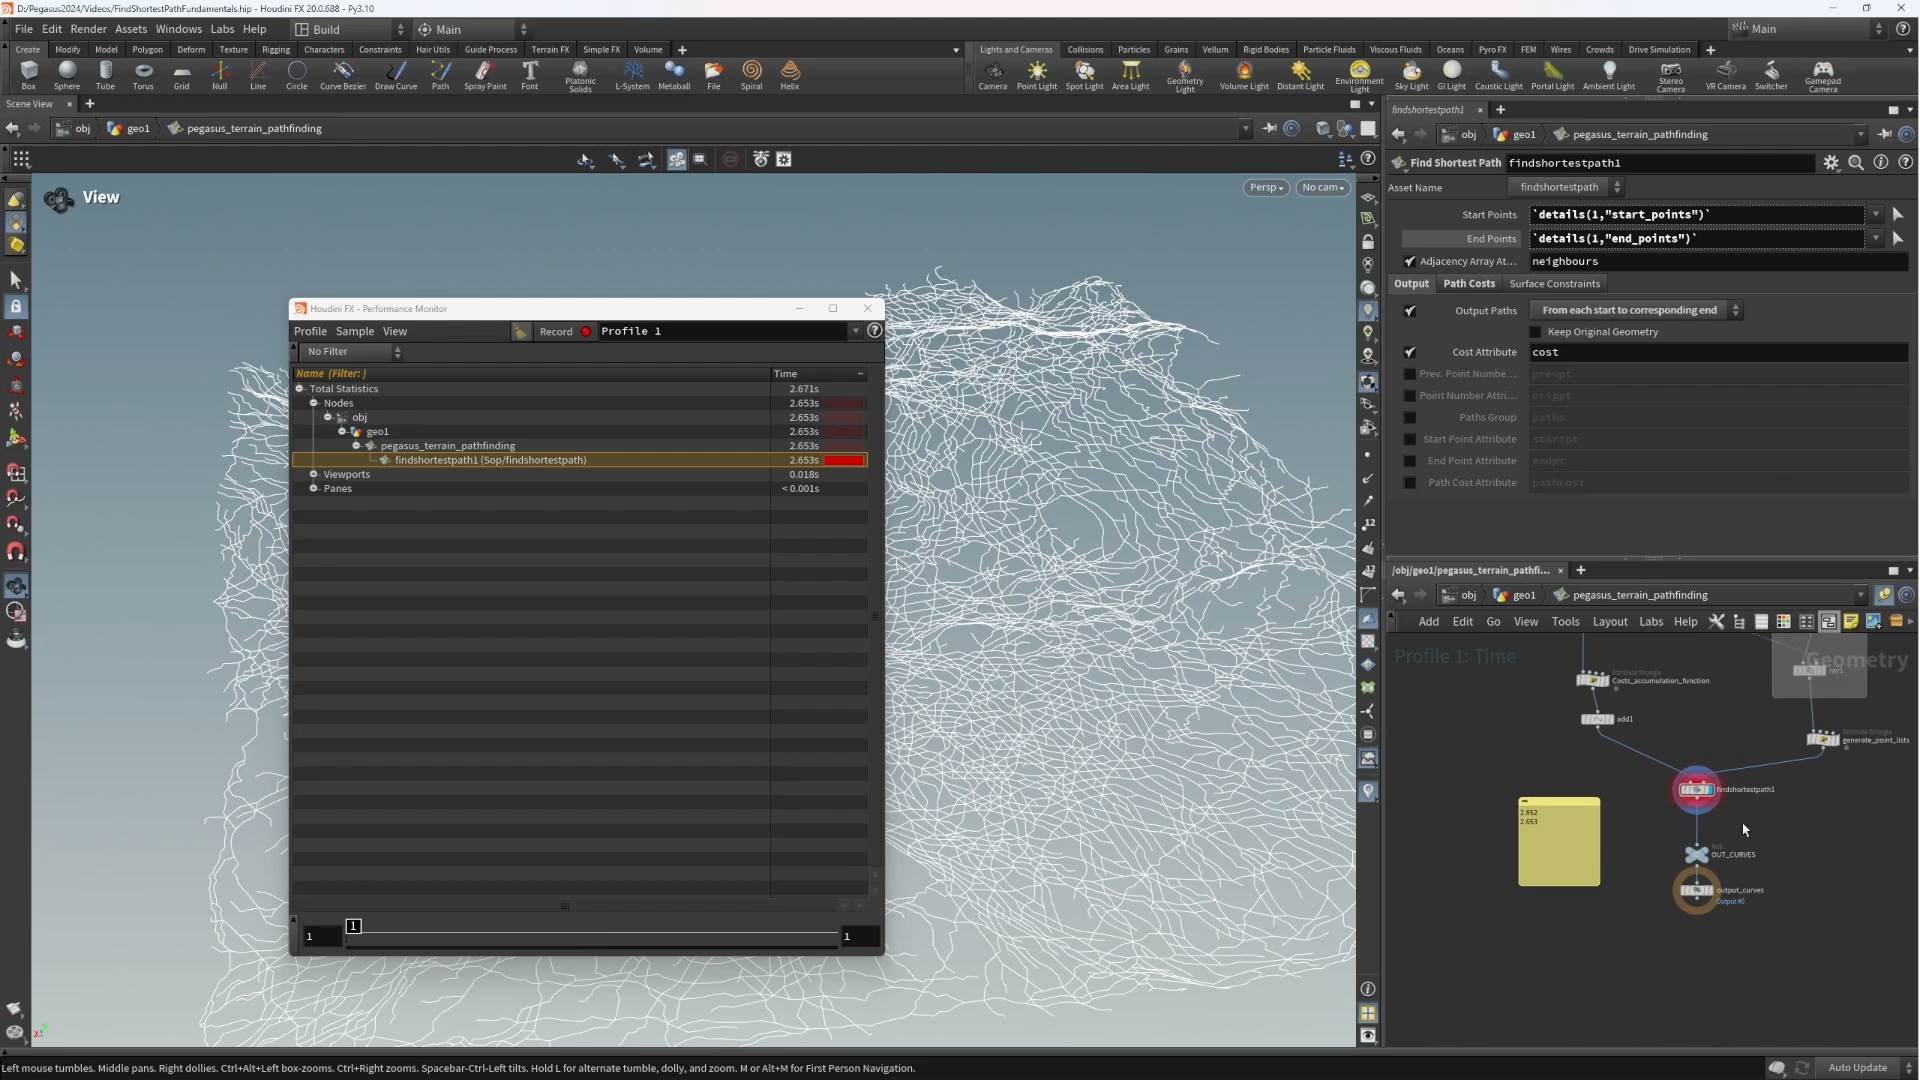 D:/Pegasus2024/Videos/FindShortestPathFundamentals.hip - Houdini FX 20.0.688 - Py3.10
File Edit Render Assets Windows Labs Help Build Main Main
Create Modify Model Polygon Deform Texture Rigging Characters Constraints Hair Utils Guide Process Terrain FX Simple FX Volume
Lights and Cameras Collisions Particles Grains Vellum Rigid Bodies Particle Fluids Viscous Fluids Oceans Pyro FX FEM Wires Crowds Drive Simulation
Box Sphere Tube Torus Grid Null Line Circle Curve Bezier Draw Curve Path Spray Paint Font Platonic Solids L-System Metaball File Spiral Helix
Camera Point Light Spot Light Area Light Geometry Light Volume Light Distant Light Environment Light Sky Light GI Light Caustic Light Portal Light Ambient Light Stereo Camera VR Camera Switcher Gamepad Camera
Scene View
obj geo1 pegasus_terrain_pathfinding
View
Persp No cam
Houdini FX - Performance Monitor
Profile Sample View Record Profile 1
No Filter
Name (Filter: ) Time
Total Statistics 2.671s
Nodes 2.653s
obj 2.653s
geo1 2.653s
pegasus_terrain_pathfinding 2.653s
findshortestpath1 (Sop/findshortestpath) 2.653s
Viewports 0.018s
Panes < 0.001s
1 1 1
12
12
findshortestpath1
obj geo1 pegasus_terrain_pathfinding
Find Shortest Path findshortestpath1
Asset Name findshortestpath
Start Points `details(1,"start_points")`
End Points `details(1,"end_points")`
Adjacency Array At... neighbours
Output Path Costs Surface Constraints
Output Paths From each start to corresponding end
Keep Original Geometry
Cost Attribute cost
Prev. Point Numbe... prevpt
Point Number Attri... origpt
Paths Group paths
Start Point Attribute startpt
End Point Attribute endpt
Path Cost Attribute pathcost
/obj/geo1/pegasus_terrain_pathfi...
obj geo1 pegasus_terrain_pathfinding
Add Edit Go View Tools Layout Labs Help
Profile 1: Time
Geometry
ray1
Attribute Wrangle
Costs_accumulation_function
add1
Attribute Wrangle
generate_point_lists
findshortestpath1
2.852
2.653
Null
OUT_CURVES
output_curves
Output #0
Left mouse tumbles. Middle pans. Right dollies. Ctrl+Alt+Left box-zooms. Ctrl+Right zooms. Spacebar-Ctrl-Left tilts. Hold L for alternate tumble, dolly, and zoom. M or Alt+M for First Person Navigation.
Auto Update